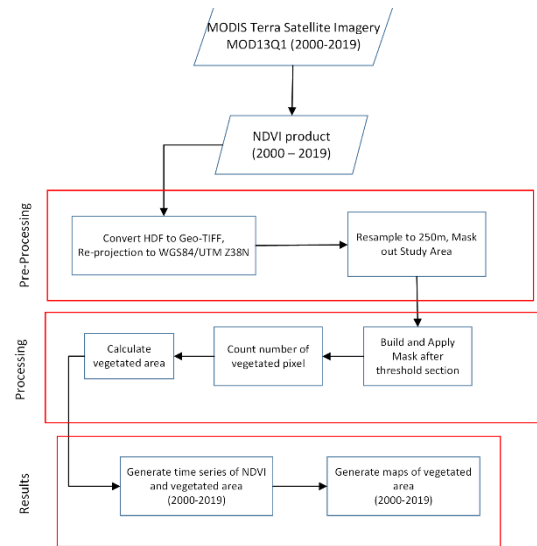 MODIS Terra Satellite Imagery
MOD13Q1 (2000-2019)
NDVI product
(2000 – 2019)
Pre-Processing
Convert HDF to Geo-TIFF,
Re-projection to WGS84/UTM Z38N
Resample to 250m, Mask
out Study Area
Processing
Calculate
vegetated area
Count number of
vegetated pixel
Build and Apply
Mask after
threshold section
Results
Generate time series of NDVI
and vegetated area
(2000-2019)
Generate maps of vegetated
area
(2000-2019)